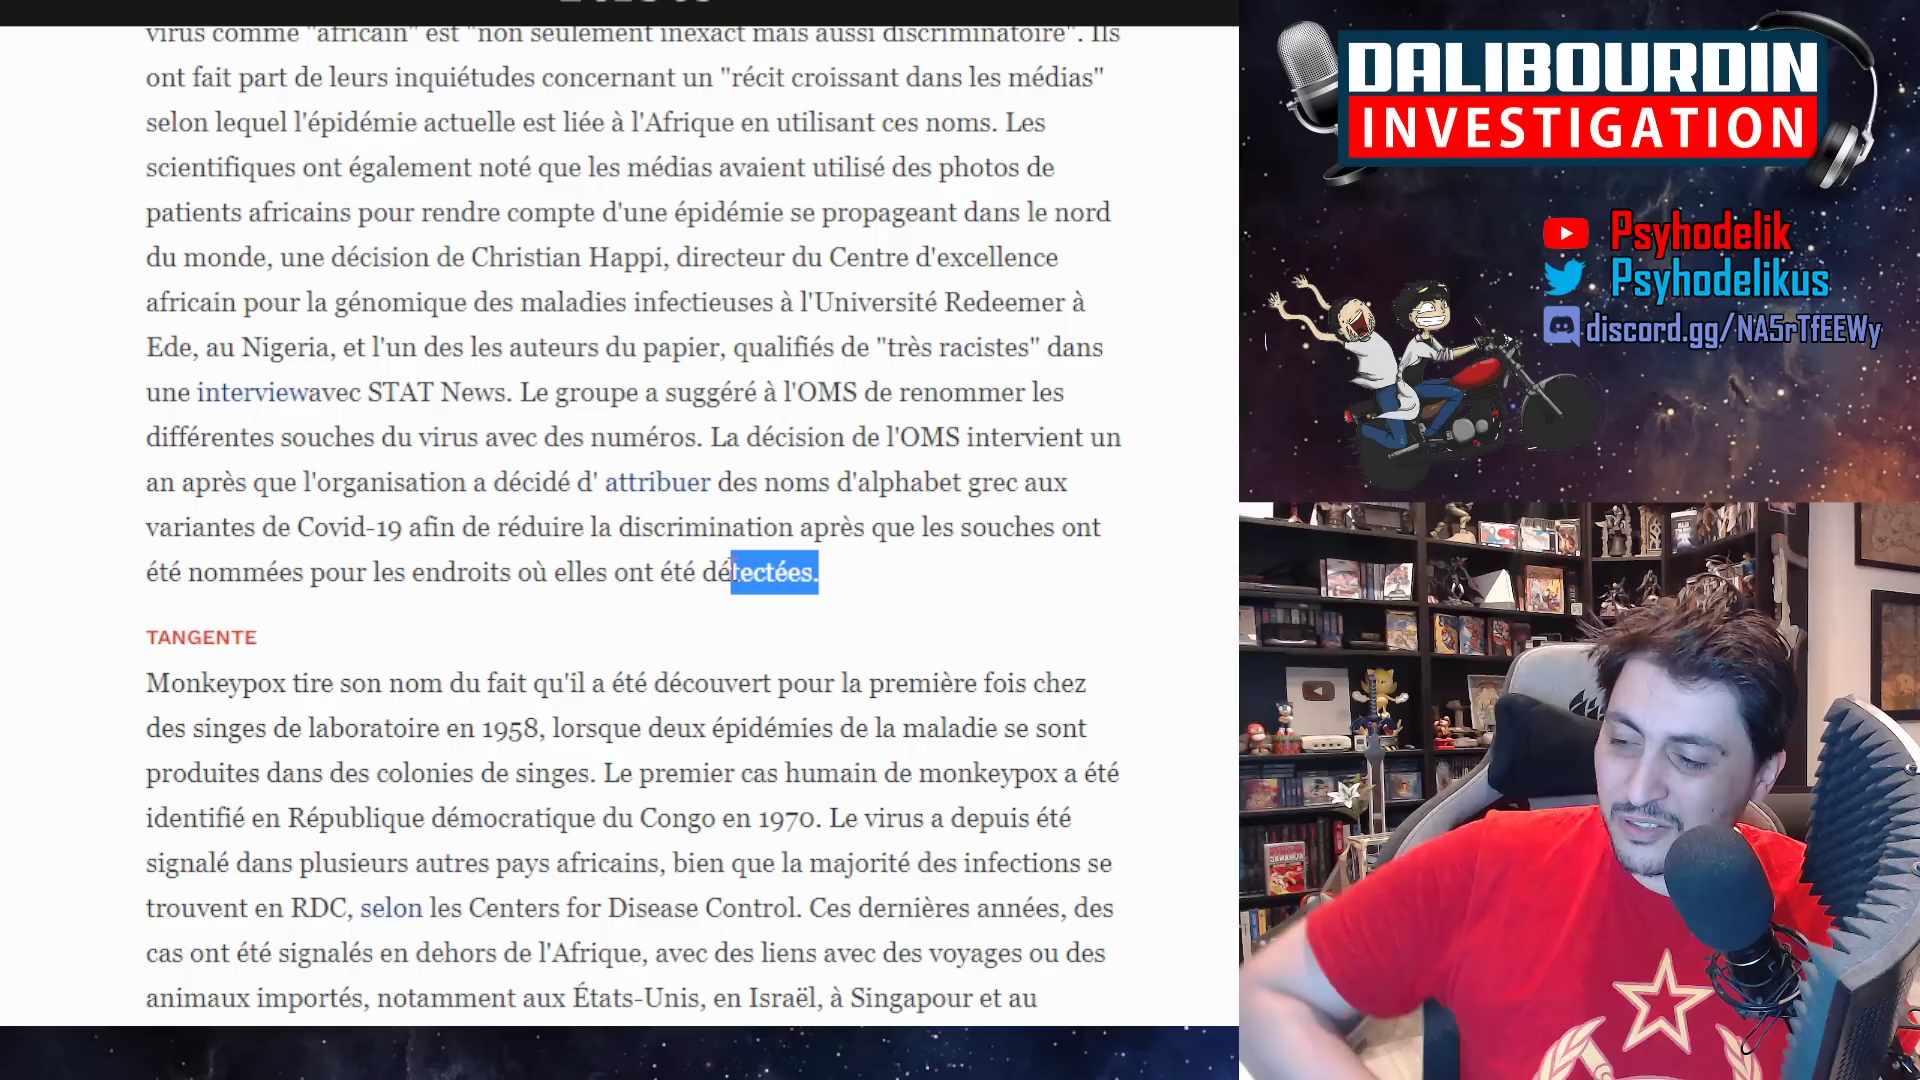 virus comme "africain" est "non seulement inexact mais aussi discriminatoire". Ils
ont fait part de leurs inquiétudes concernant un "récit croissant dans les médias"
selon lequel l'épidémie actuelle est liée à l'Afrique en utilisant ces noms. Les
scientifiques ont également noté que les médias avaient utilisé des photos de
patients africains pour rendre compte d'une épidémie se propageant dans le nord
du monde, une décision de Christian Happi, directeur du Centre d'excellence
africain pour la génomique des maladies infectieuses à l'Université Redeemer à
Ede, au Nigeria, et l'un des les auteurs du papier, qualifiés de "très racistes" dans
une interviewavec STAT News. Le groupe a suggéré à l'OMS de renommer les
différentes souches du virus avec des numéros. La décision de l'OMS intervient un
an après que l'organisation a décidé d' attribuer des noms d'alphabet grec aux
variantes de Covid-19 afin de réduire la discrimination après que les souches ont
été nommées pour les endroits où elles ont été détectées.
TANGENTE
Monkeypox tire son nom du fait qu'il a été découvert pour la première fois chez
des singes de laboratoire en 1958, lorsque deux épidémies de la maladie se sont
produites dans des colonies de singes. Le premier cas humain de monkeypox a été
identifié en République démocratique du Congo en 1970. Le virus a depuis été
signalé dans plusieurs autres pays africains, bien que la majorité des infections se
trouvent en RDC, selon les Centers for Disease Control. Ces dernières années, des
cas ont été signalés en dehors de l'Afrique, avec des liens avec des voyages ou des
animaux importés, notamment aux États-Unis, en Israël, à Singapour et au
DALIBOURDIN
INVESTIGATION
Psyhodelik
Psyhodelikus
discord.gg/NA5rTfEEWy